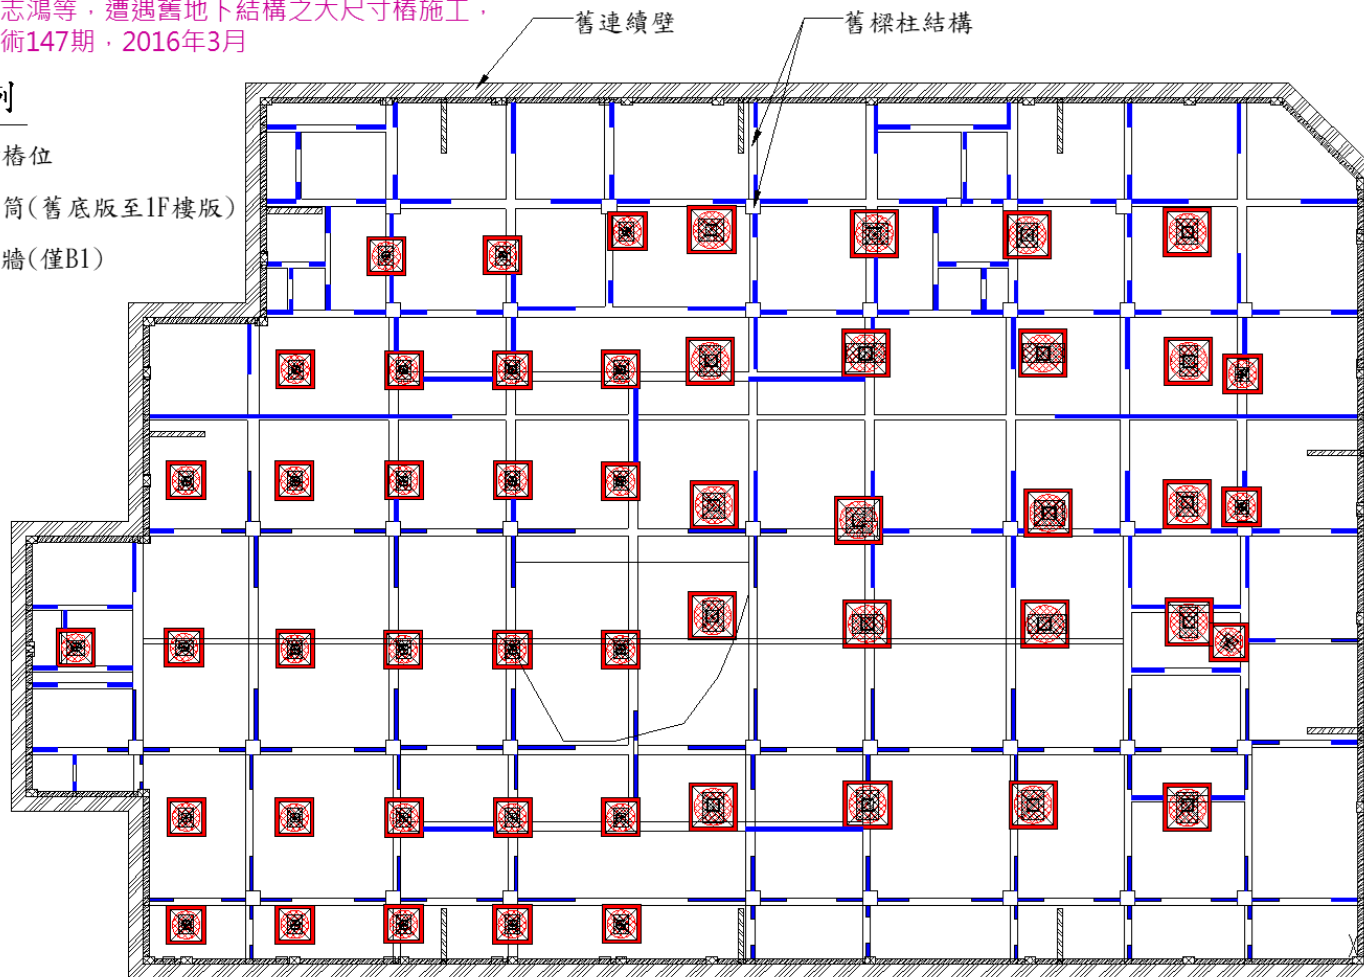 志鴻等，遭遇舊地下結構之大尺寸樁施工，
術147期，2016年3月
舊連續壁
舊樑柱結構
例
樁位
筒(舊底版至1F樓版)
牆(僅B1)